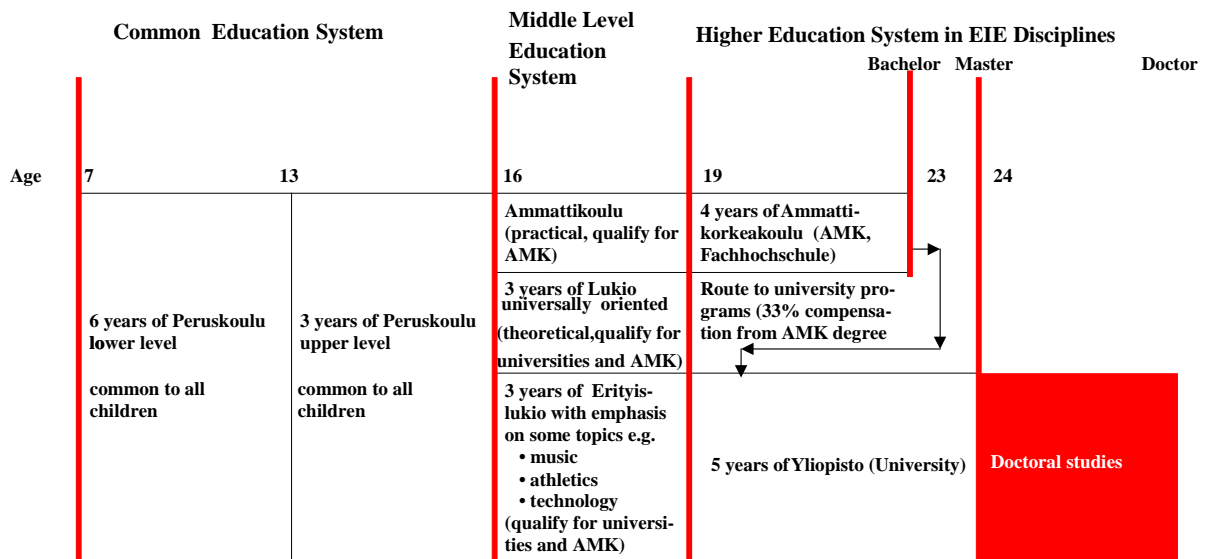 Common Education System
Middle Level
Education
System
Higher Education System in EIE Disciplines
Bachelor Master Doctor
Age 7 13 16 19 23 24
6 years of Peruskoulu
lower level
common to all
children
3 years of Peruskoulu
upper level
common to all
children
Ammattikoulu
(practical, qualify for
AMK)
3 years of Lukio
universally oriented
(theoretical,qualify for
universities and AMK)
3 years of Erityis-
lukio with emphasis
on some topics e.g.
• music
• athletics
• technology
(qualify for universi-
ties and AMK)
4 years of Ammatti-
korkeakoulu (AMK,
Fachhochschule)
Route to university pro-
grams (33% compensa-
tion from AMK degree
5 years of Yliopisto (University)
Doctoral studies